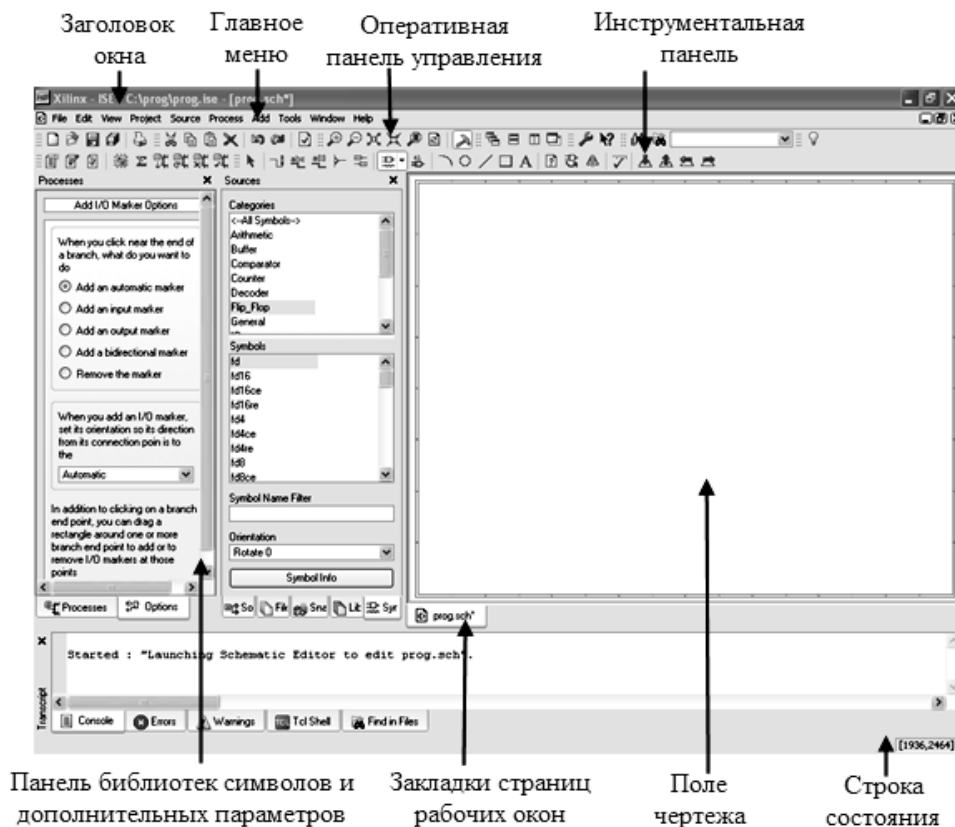 Заголовок окна
Главное меню
Оперативная панель управления
Инструментальная панель
Xilinx - ISE - C:\prog\prog.ise - [prog.sch*]
File Edit View Project Source Process Add Tools Window Help
Processes
Add I/O Marker Options
When you click near the end of
a branch, what do you want to
do
Add an automatic marker
Add an input marker
Add an output marker
Add a bidirectional marker
Remove the marker
When you add an I/O marker,
set its orientation so its direction
from its connection poin is to
the
Automatic
In addition to clicking on a branch
end point, you can drag a
rectangle around one or more
branch end point to add or to
remove I/O markers at those
points
Processes Options
Sources
Categories
<--All Symbols-->
Arithmetic
Buffer
Comparator
Counter
Decoder
Flip_Flop
General
Symbols
fd
fd16
fd16ce
fd16re
fd4
fd4ce
fd4re
fd8
fd8ce
Symbol Name Filter
Orientation
Rotate 0
Symbol Info
So File Sna Lib Syr
prog.sch*
Started : "Launching Schematic Editor to edit prog.sch".
Transcript
Console Errors Warnings Tcl Shell Find in Files
[1936,2464]
Панель библиотек символов и
дополнительных параметров
Закладки страниц
рабочих окон
Поле
чертежа
Строка
состояния